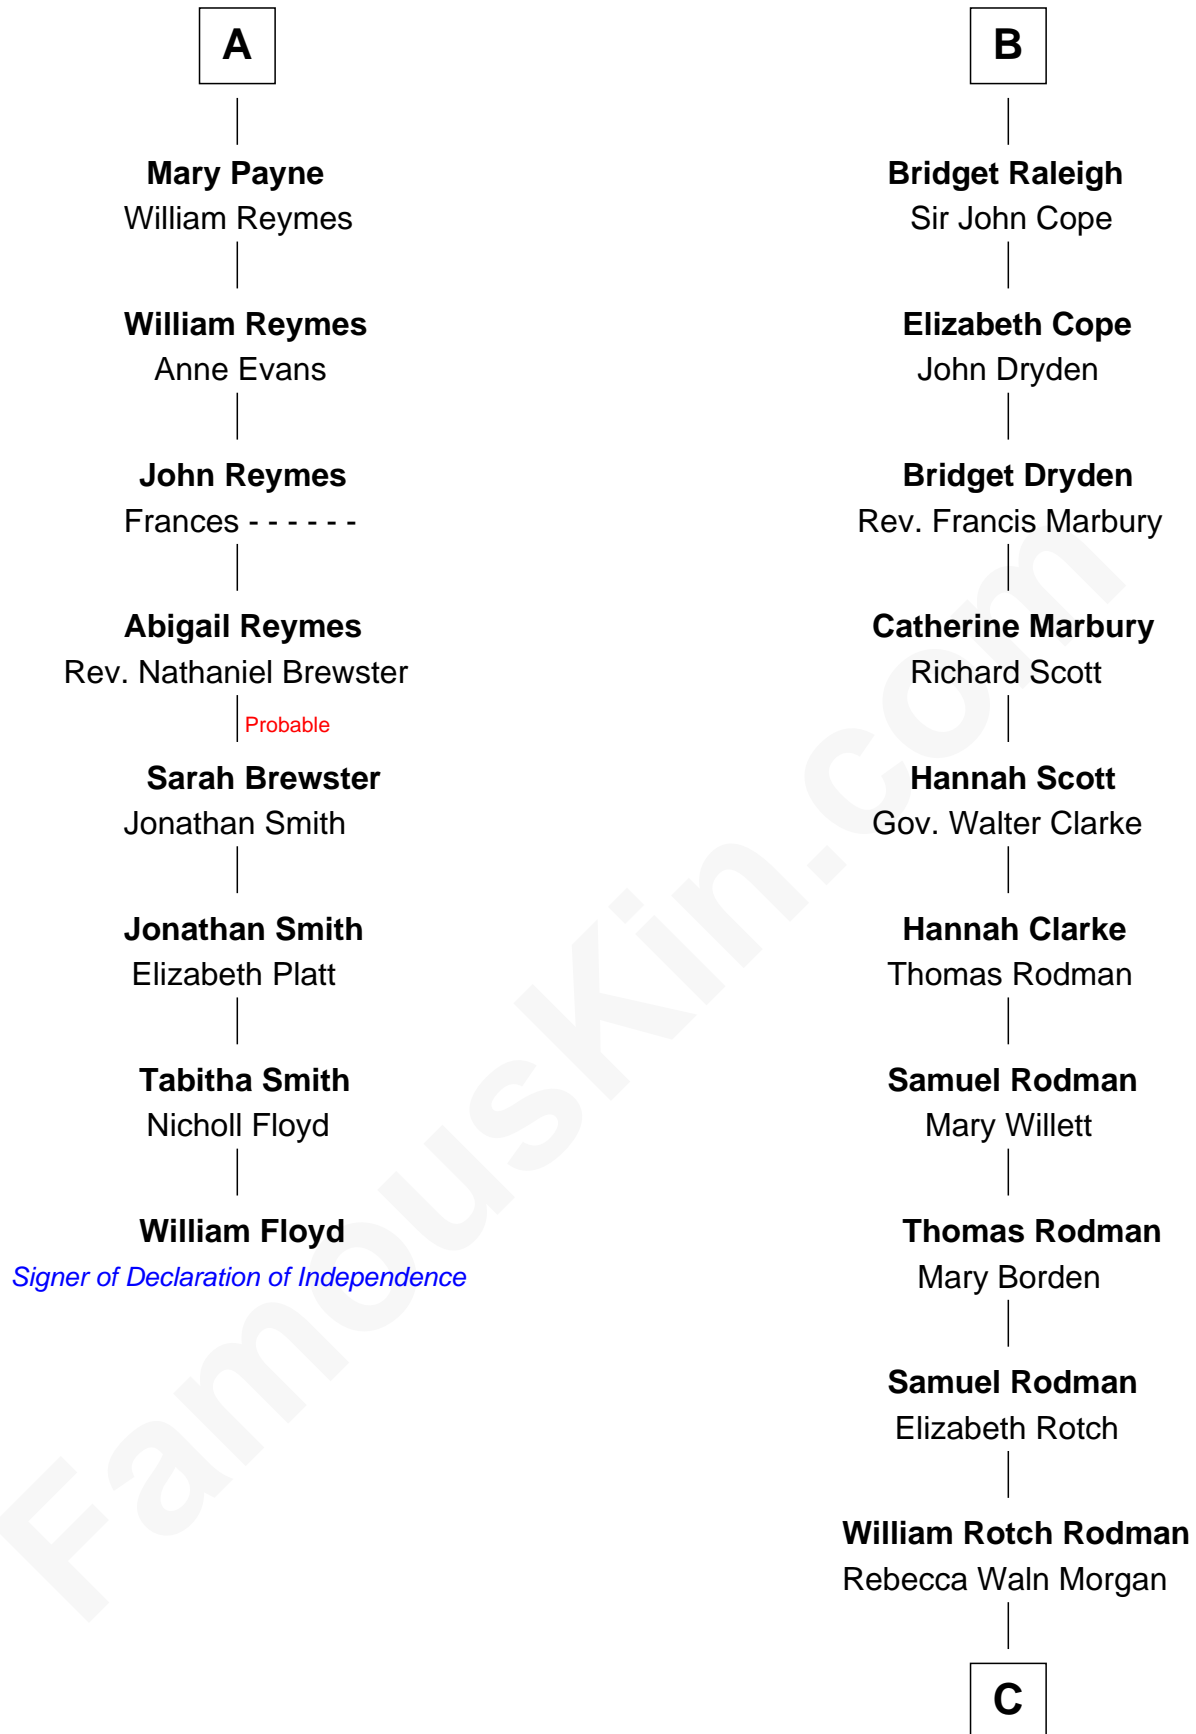 A
Mary Payne
William Reymes
William Reymes
Anne Evans
John Reymes
Frances - - - - - -
Abigail Reymes
Rev. Nathaniel Brewster
Probable
Sarah Brewster
Jonathan Smith
Jonathan Smith
Elizabeth Platt
Tabitha Smith
Nicholl Floyd
William Floyd
Signer of Declaration of Independence
B
Bridget Raleigh
Sir John Cope
Elizabeth Cope
John Dryden
Bridget Dryden
Rev. Francis Marbury
Catherine Marbury
Richard Scott
Hannah Scott
Gov. Walter Clarke
Hannah Clarke
Thomas Rodman
Samuel Rodman
Mary Willett
Thomas Rodman
Mary Borden
Samuel Rodman
Elizabeth Rotch
William Rotch Rodman
Rebecca Waln Morgan
C
FamousKin.com